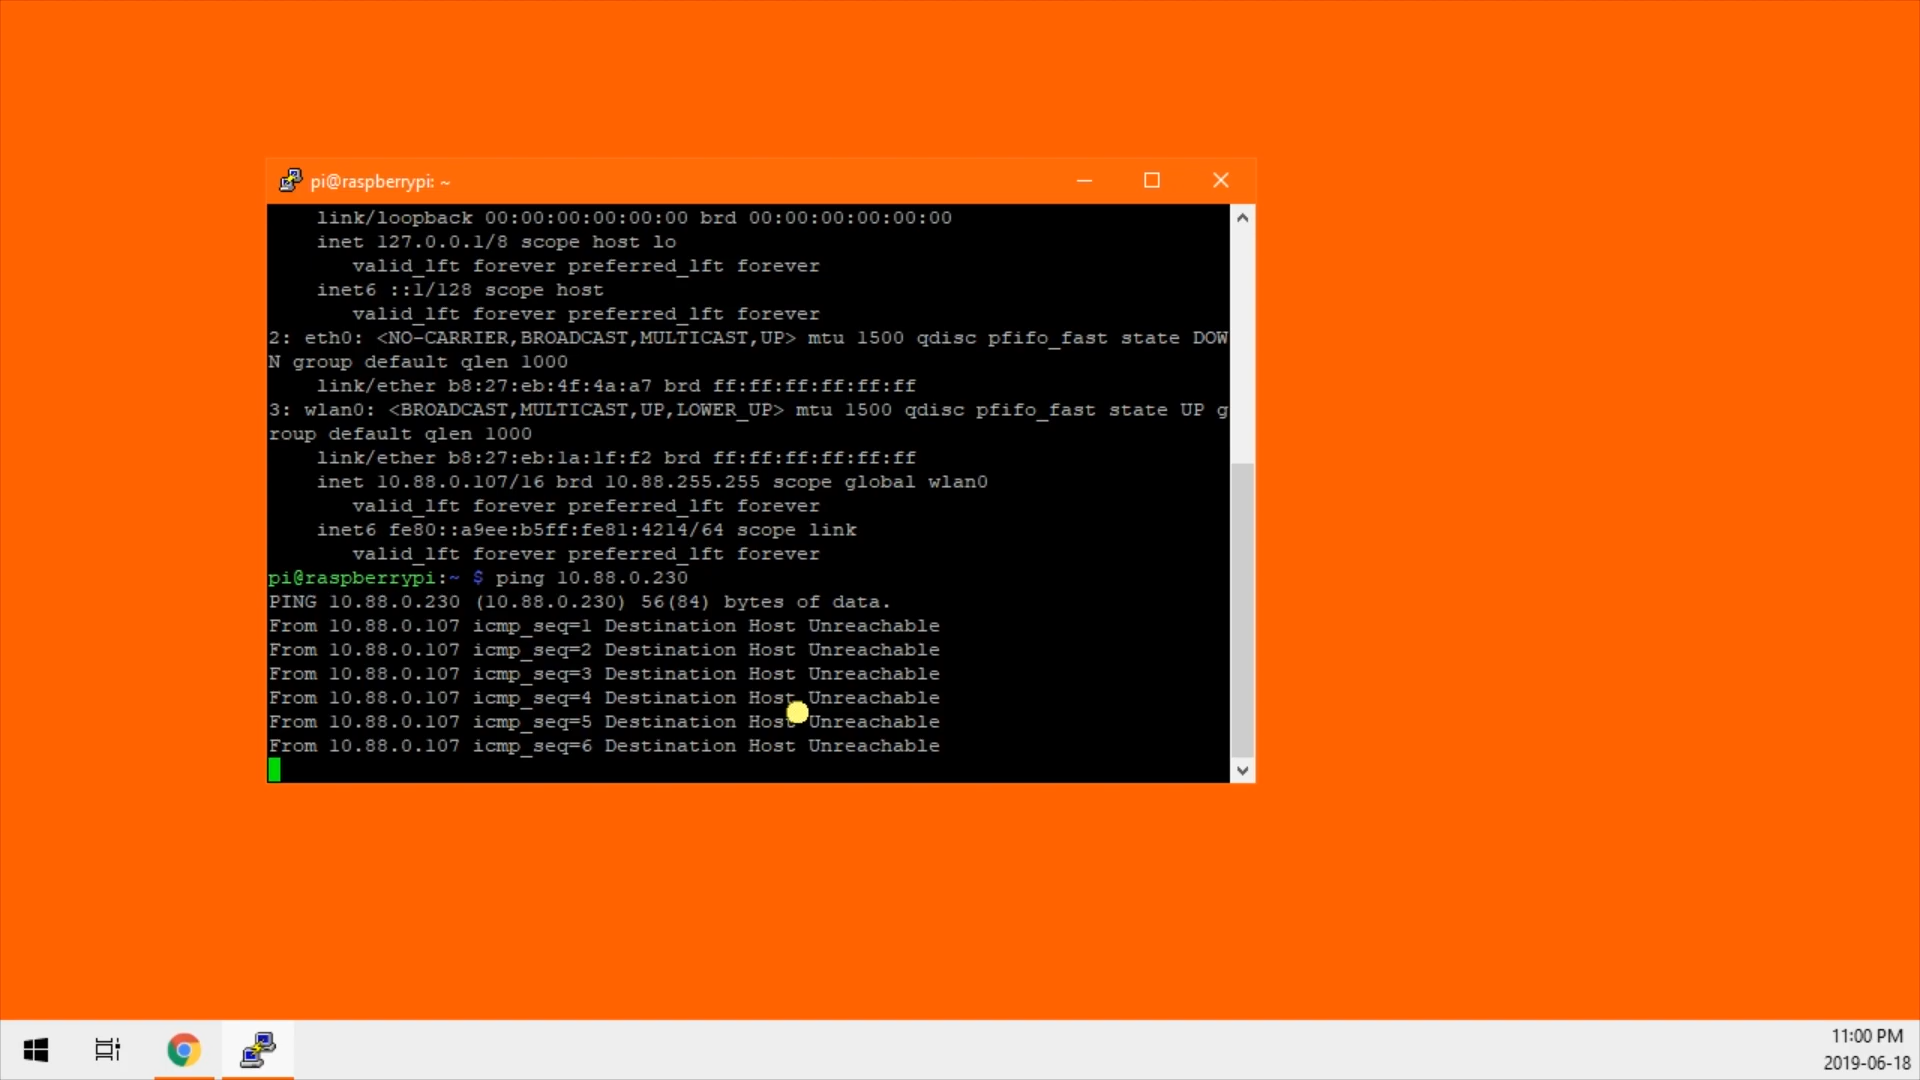 pi@raspberrypi: ~
link/loopback 00:00:00:00:00:00 brd 00:00:00:00:00:00
inet 127.0.0.1/8 scope host lo
valid_lft forever preferred_lft forever
inet6 ::1/128 scope host
valid_lft forever preferred_lft forever
2: eth0: <NO-CARRIER,BROADCAST,MULTICAST,UP> mtu 1500 qdisc pfifo_fast state DOW
N group default qlen 1000
link/ether b8:27:eb:4f:4a:a7 brd ff:ff:ff:ff:ff:ff
3: wlan0: <BROADCAST,MULTICAST,UP,LOWER_UP> mtu 1500 qdisc pfifo_fast state UP g
roup default qlen 1000
link/ether b8:27:eb:1a:1f:f2 brd ff:ff:ff:ff:ff:ff
inet 10.88.0.107/16 brd 10.88.255.255 scope global wlan0
valid_lft forever preferred_lft forever
inet6 fe80::a9ee:b5ff:fe81:4214/64 scope link
valid_lft forever preferred_lft forever
pi@raspberrypi:~ $ ping 10.88.0.230
PING 10.88.0.230 (10.88.0.230) 56(84) bytes of data.
From 10.88.0.107 icmp_seq=1 Destination Host Unreachable
From 10.88.0.107 icmp_seq=2 Destination Host Unreachable
From 10.88.0.107 icmp_seq=3 Destination Host Unreachable
From 10.88.0.107 icmp_seq=4 Destination Host Unreachable
From 10.88.0.107 icmp_seq=5 Destination Host Unreachable
From 10.88.0.107 icmp_seq=6 Destination Host Unreachable
11:00 PM
2019-06-18